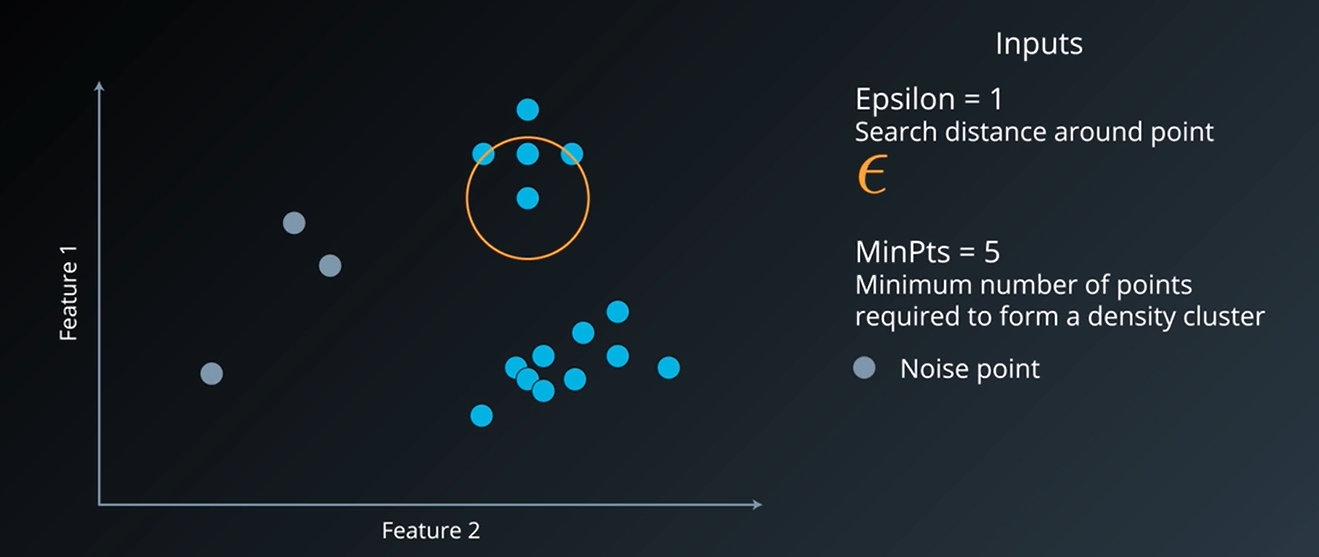 Inputs
Epsilon = 1
Search distance around point
ϵ
MinPts = 5
Minimum number of points
required to form a density cluster
Noise point
Feature 1
Feature 2